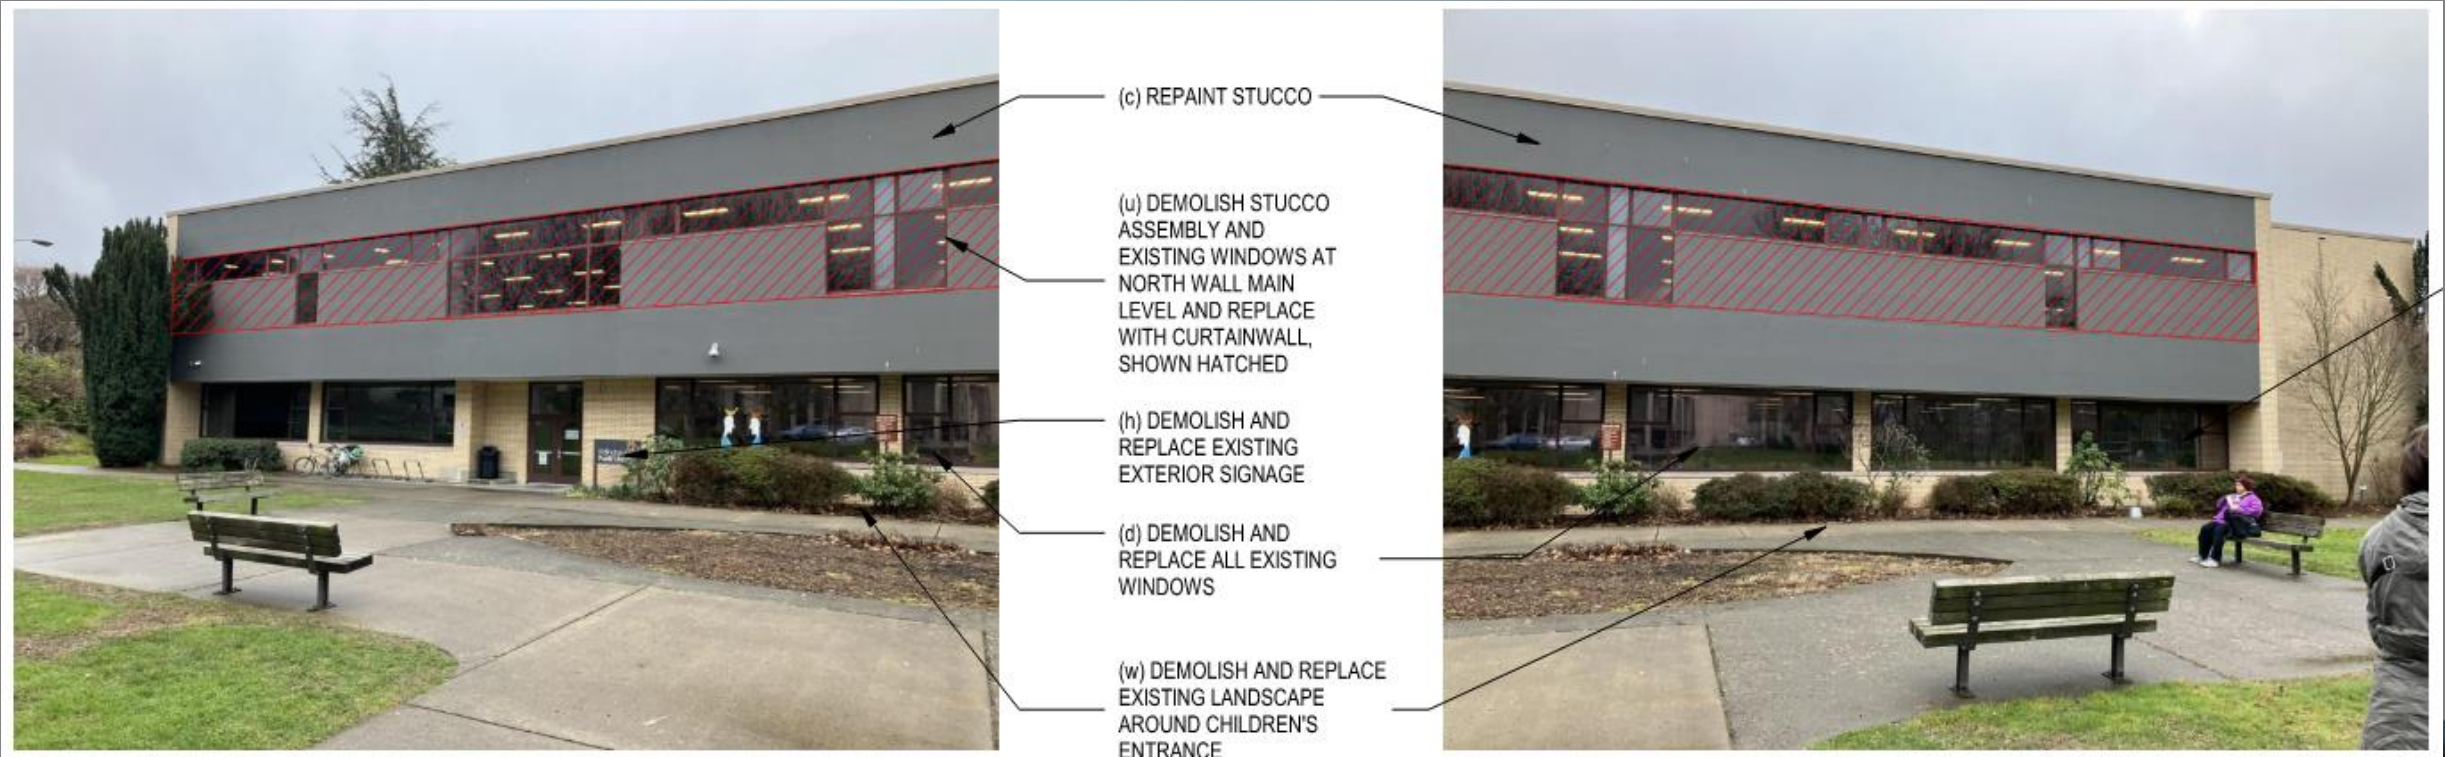 (c) REPAINT STUCCO
(u) DEMOLISH STUCCO
ASSEMBLY AND
EXISTING WINDOWS AT
NORTH WALL MAIN
LEVEL AND REPLACE
WITH CURTAINWALL,
SHOWN HATCHED
(h) DEMOLISH AND
REPLACE EXISTING
EXTERIOR SIGNAGE
(d) DEMOLISH AND
REPLACE ALL EXISTING
WINDOWS
(w) DEMOLISH AND REPLACE
EXISTING LANDSCAPE
AROUND CHILDREN'S
ENTRANCE